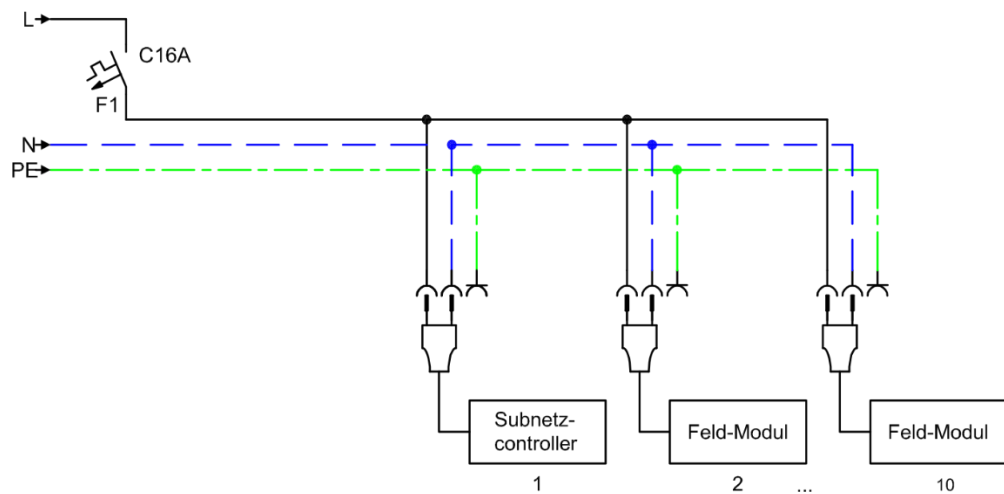 L
C16A
F1
N
PE
Subnetz-
controller
Feld-Modul
Feld-Modul
1
2
...
10